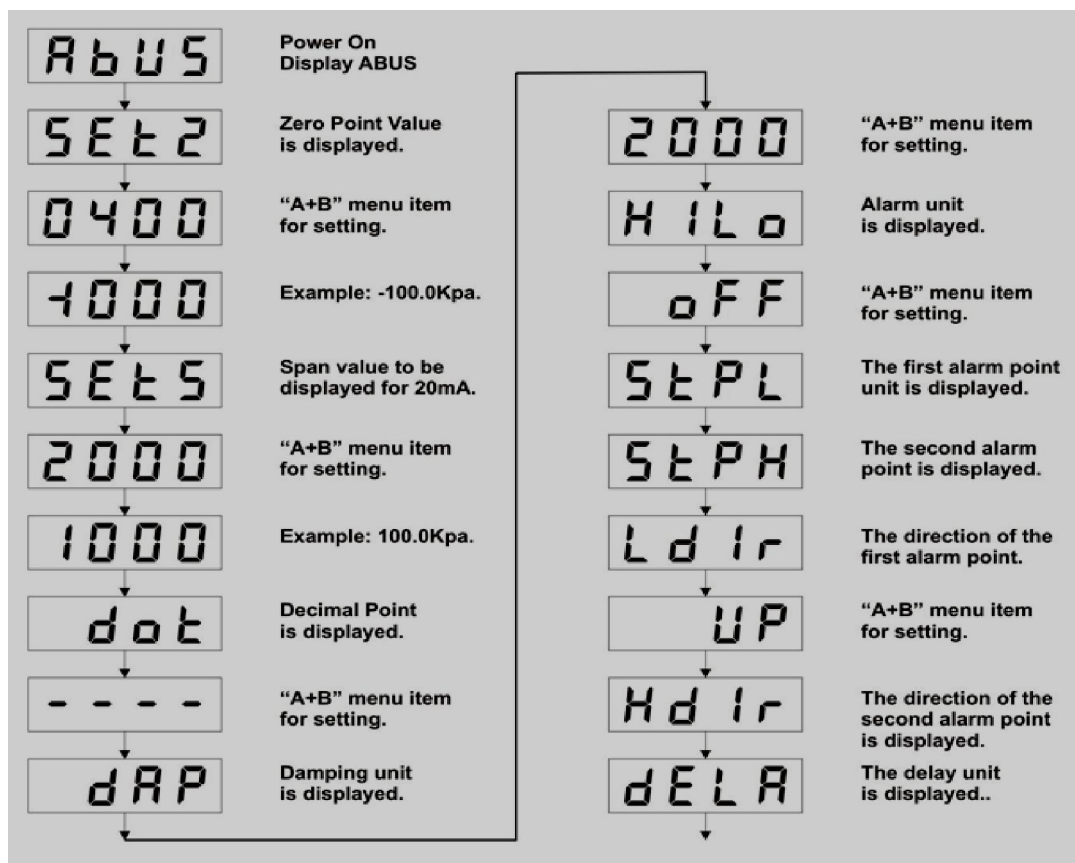 AbUS
Power On
Display ABUS
SEt2
Zero Point Value
is displayed.
0400
“A+B” menu item
for setting.
-1000
Example: -100.0Kpa.
SEtS
Span value to be
displayed for 20mA.
2000
“A+B” menu item
for setting.
1000
Example: 100.0Kpa.
dot
Decimal Point
is displayed.
- - - -
“A+B” menu item
for setting.
dAP
Damping unit
is displayed.
2000
“A+B” menu item
for setting.
HILo
Alarm unit
is displayed.
oFF
“A+B” menu item
for setting.
StPL
The first alarm point
unit is displayed.
StPH
The second alarm
point is displayed.
LdIr
The direction of the
first alarm point.
UP
“A+B” menu item
for setting.
HdIr
The direction of the
second alarm point
is displayed.
dELA
The delay unit
is displayed..